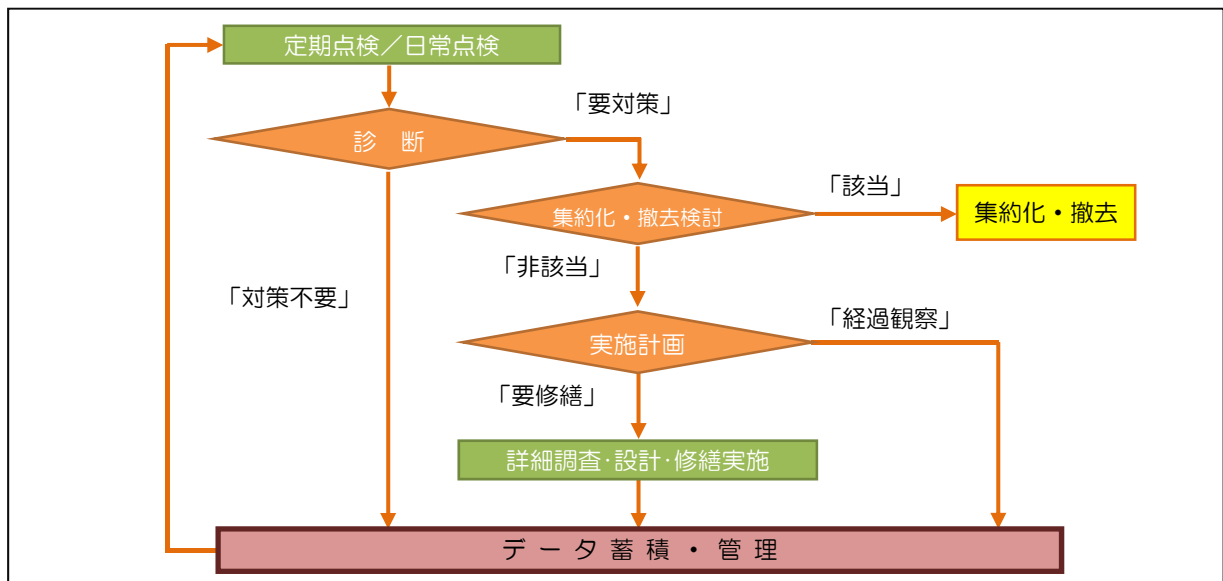 定期点検／日常点検
「要対策」
診　断
「該当」
集約化・撤去検討
集約化・撤去
「非該当」
「対策不要」
「経過観察」
実施計画
「要修繕」
詳細調査･設計･修繕実施
デ ー タ 蓄 積 ・ 管 理